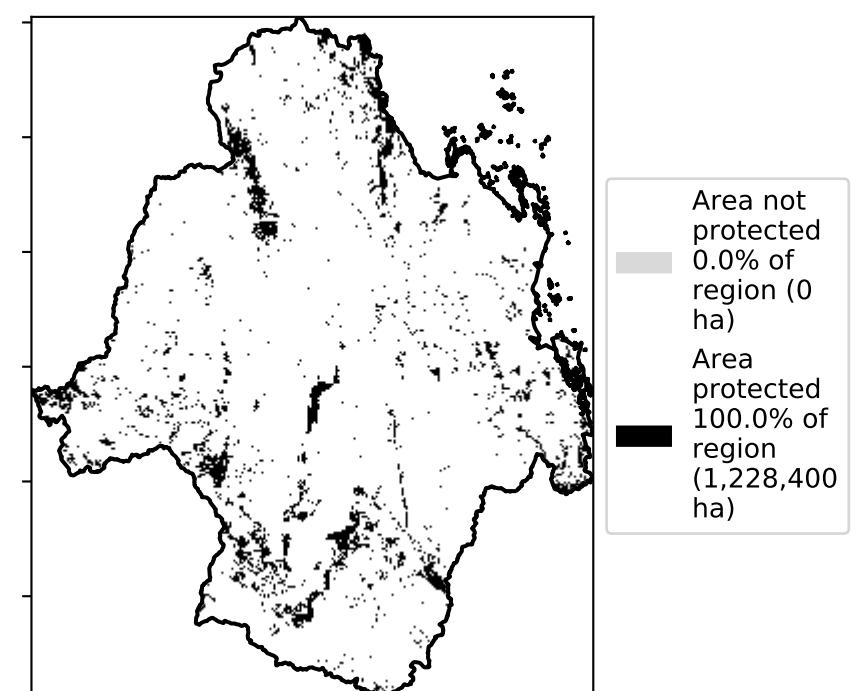 Area not
protected
0.0% of
region (0
ha)
Area
protected
100.0% of
region
(1,228,400
ha)